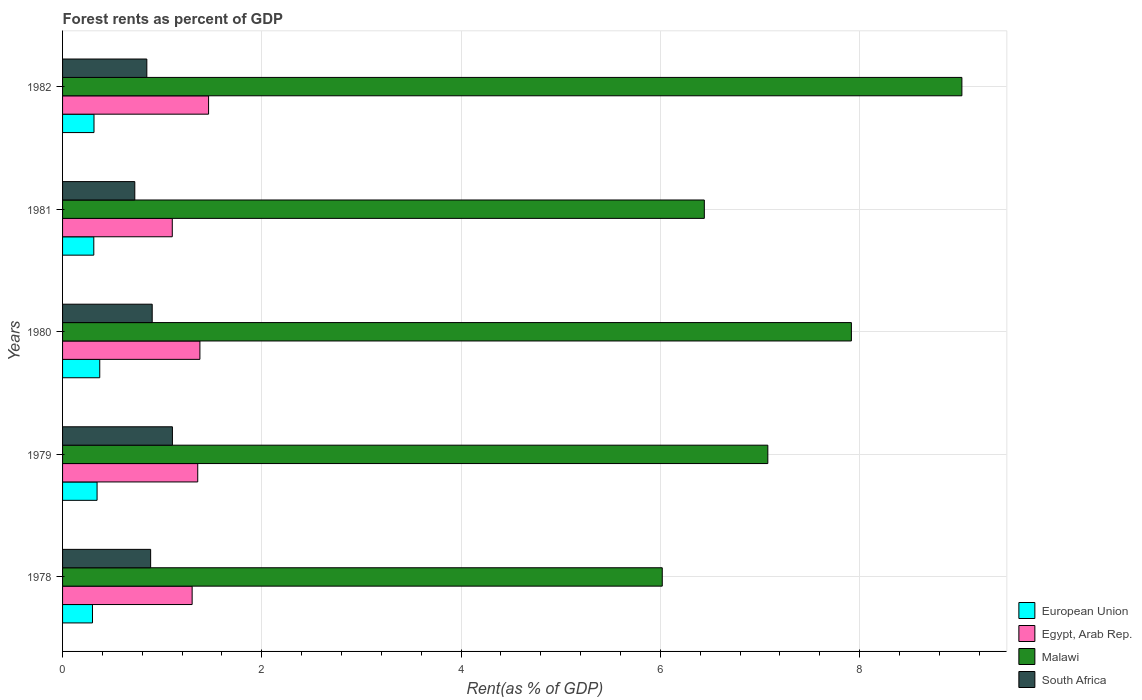 Forest rents as percent of GDP
1982
1981
1980
1979
1978
Years
0
2
4
6
8
Rent(as % of GDP)
European Union
Egypt, Arab Rep.
Malawi
South Africa